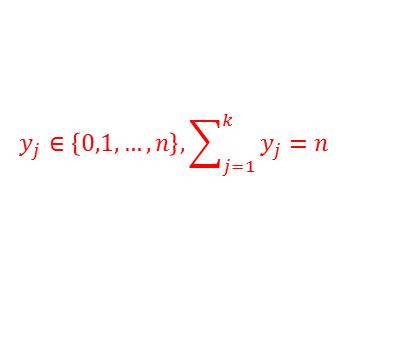 y_j ∈ {0,1, … , n}, ∑_{j=1}^{k} y_j = n